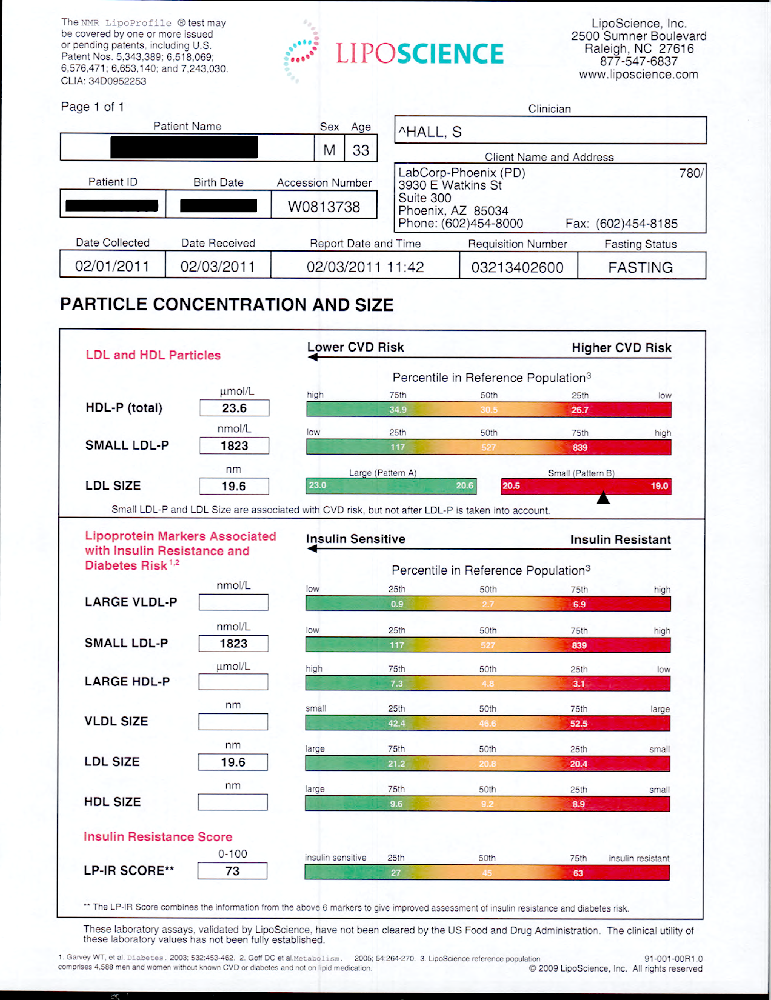 The NMR LipoProfile ® test may
be covered by one or more issued
or pending patents, including U.S.
Patent Nos. 5,343,389; 6,518,069;
6,576,471; 6,653,140; and 7,243,030.
CLIA: 34D0952253
LIPOSCIENCE
LipoScience, Inc.
2500 Sumner Boulevard
Raleigh, NC 27616
877-547-6837
www.liposcience.com
Page 1 of 1
Clinician
^HALL, S
Patient Name Sex Age
M 33
Client Name and Address
LabCorp-Phoenix (PD) 780/
3930 E Watkins St
Suite 300
Phoenix, AZ 85034
Phone: (602)454-8000 Fax: (602)454-8185
Patient ID Birth Date Accession Number
W0813738
Date Collected Date Received Report Date and Time Requisition Number Fasting Status
02/01/2011 02/03/2011 02/03/2011 11:42 03213402600 FASTING
PARTICLE CONCENTRATION AND SIZE
LDL and HDL Particles
Lower CVD Risk Higher CVD Risk
Percentile in Reference Population3
µmol/L high 75th 50th 25th low
HDL-P (total) 23.6 34.9 30.5 26.7
nmol/L low 25th 50th 75th high
SMALL LDL-P 1823 117 527 839
nm Large (Pattern A) Small (Pattern B)
LDL SIZE 19.6 23.0 20.6 20.5 19.0
Small LDL-P and LDL Size are associated with CVD risk, but not after LDL-P is taken into account.
Lipoprotein Markers Associated
with Insulin Resistance and
Diabetes Risk 1,2
Insulin Sensitive Insulin Resistant
Percentile in Reference Population3
nmol/L low 25th 50th 75th high
LARGE VLDL-P 0.9 2.7 6.9
nmol/L low 25th 50th 75th high
SMALL LDL-P 1823 117 527 839
µmol/L high 75th 50th 25th low
LARGE HDL-P 7.3 4.8 3.1
nm small 25th 50th 75th large
VLDL SIZE 42.4 46.6 52.5
nm large 75th 50th 25th small
LDL SIZE 19.6 21.2 20.8 20.4
nm large 75th 50th 25th small
HDL SIZE 9.6 9.2 8.9
Insulin Resistance Score
0-100 insulin sensitive 25th 50th 75th insulin resistant
LP-IR SCORE** 73 27 45 63
** The LP-IR Score combines the information from the above 6 markers to give improved assessment of insulin resistance and diabetes risk.
These laboratory assays, validated by LipoScience, have not been cleared by the US Food and Drug Administration. The clinical utility of
these laboratory values has not been fully established.
1. Garvey WT, et al. Diabetes. 2003; 532:453-462. 2. Goff DC et al.Metabolism. 2005; 54:264-270. 3. LipoScience reference population 91-001-00R1.0
comprises 4,588 men and women without known CVD or diabetes and not on lipid medication. © 2009 LipoScience, Inc. All rights reserved